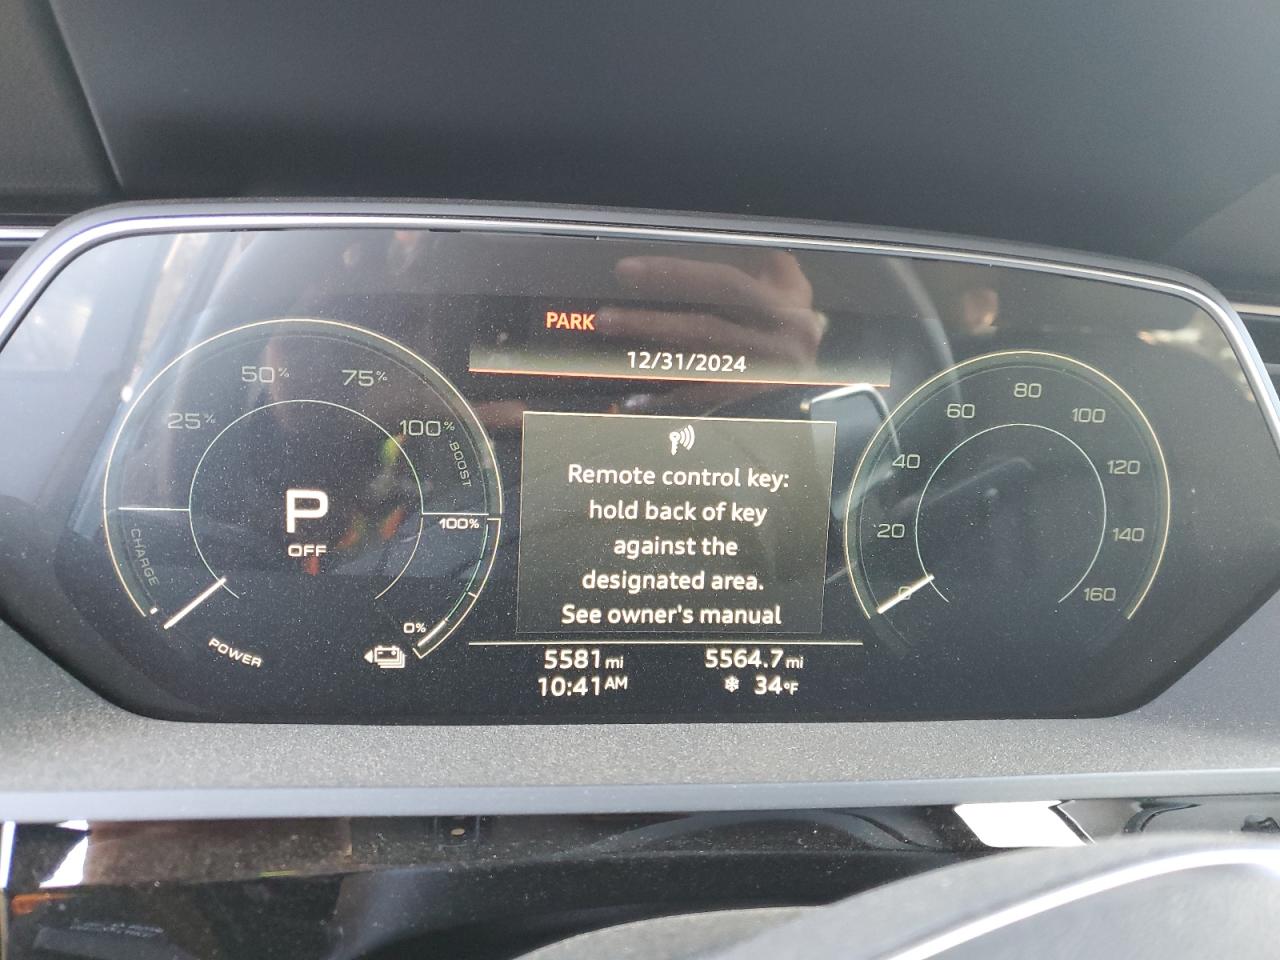 PARK
12/31/2024
50%
75%
25%
100%
BOOST
CHARGE
P
OFF
100%
0%
POWER
Remote control key:
hold back of key
against the
designated area.
See owner's manual
5581 mi
5564.7 mi
10:41 AM
34°F
0
20
40
60
80
100
120
140
160